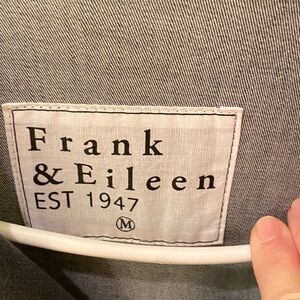 Frank
& Eileen
EST 1947
M